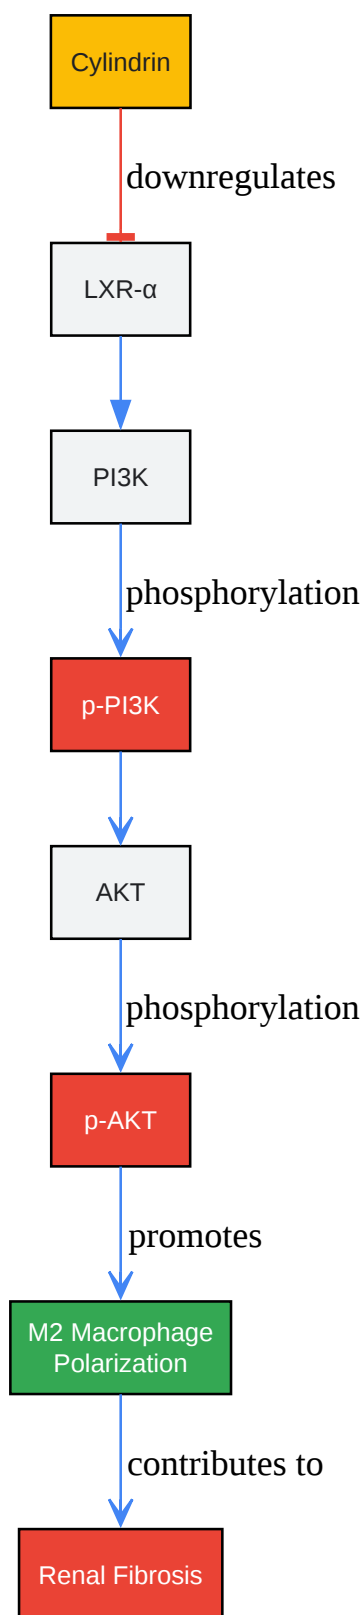 Cylindrin
downregulates
LXR-α
PI3K
phosphorylation
p-PI3K
AKT
phosphorylation
p-AKT
promotes
M2 Macrophage
Polarization
contributes to
Renal Fibrosis